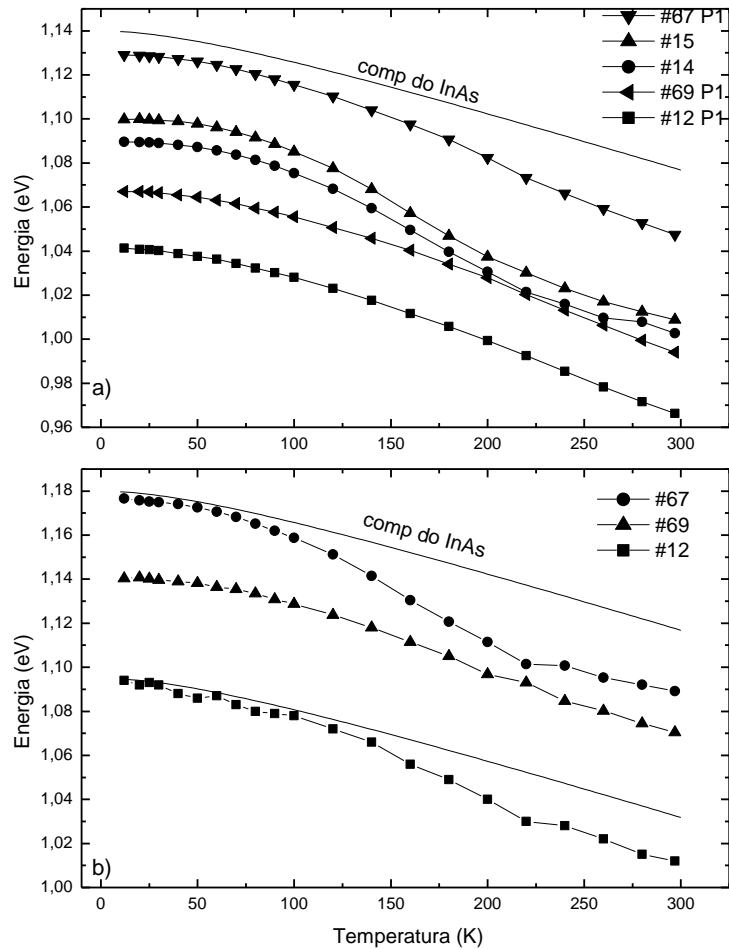 1,14
1,12
1,10
1,08
1,06
1,04
1,02
1,00
0,98
0,96
Energia (eV)
#67 P1
#15
#14
#69 P1
#12 P1
comp do InAs
a)
0 50 100 150 200 250 300
1,18
1,16
1,14
1,12
1,10
1,08
1,06
1,04
1,02
1,00
Energia (eV)
#67
#69
#12
comp do InAs
b)
0 50 100 150 200 250 300
Temperatura (K)